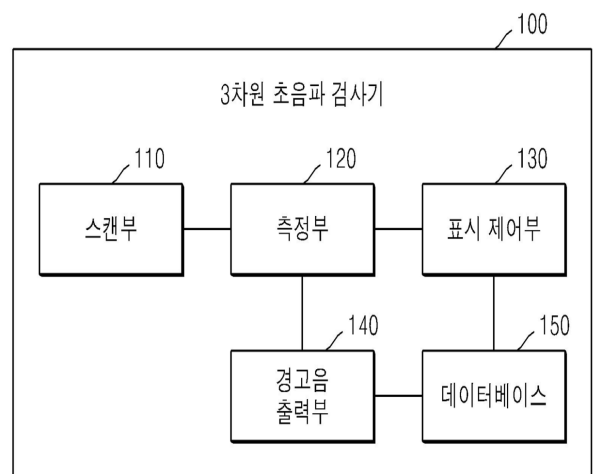 100
3차원 초음파 검사기
110
120
130
스캔부
측정부
표시 제어부
140
150
경고음
출력부
데이터베이스